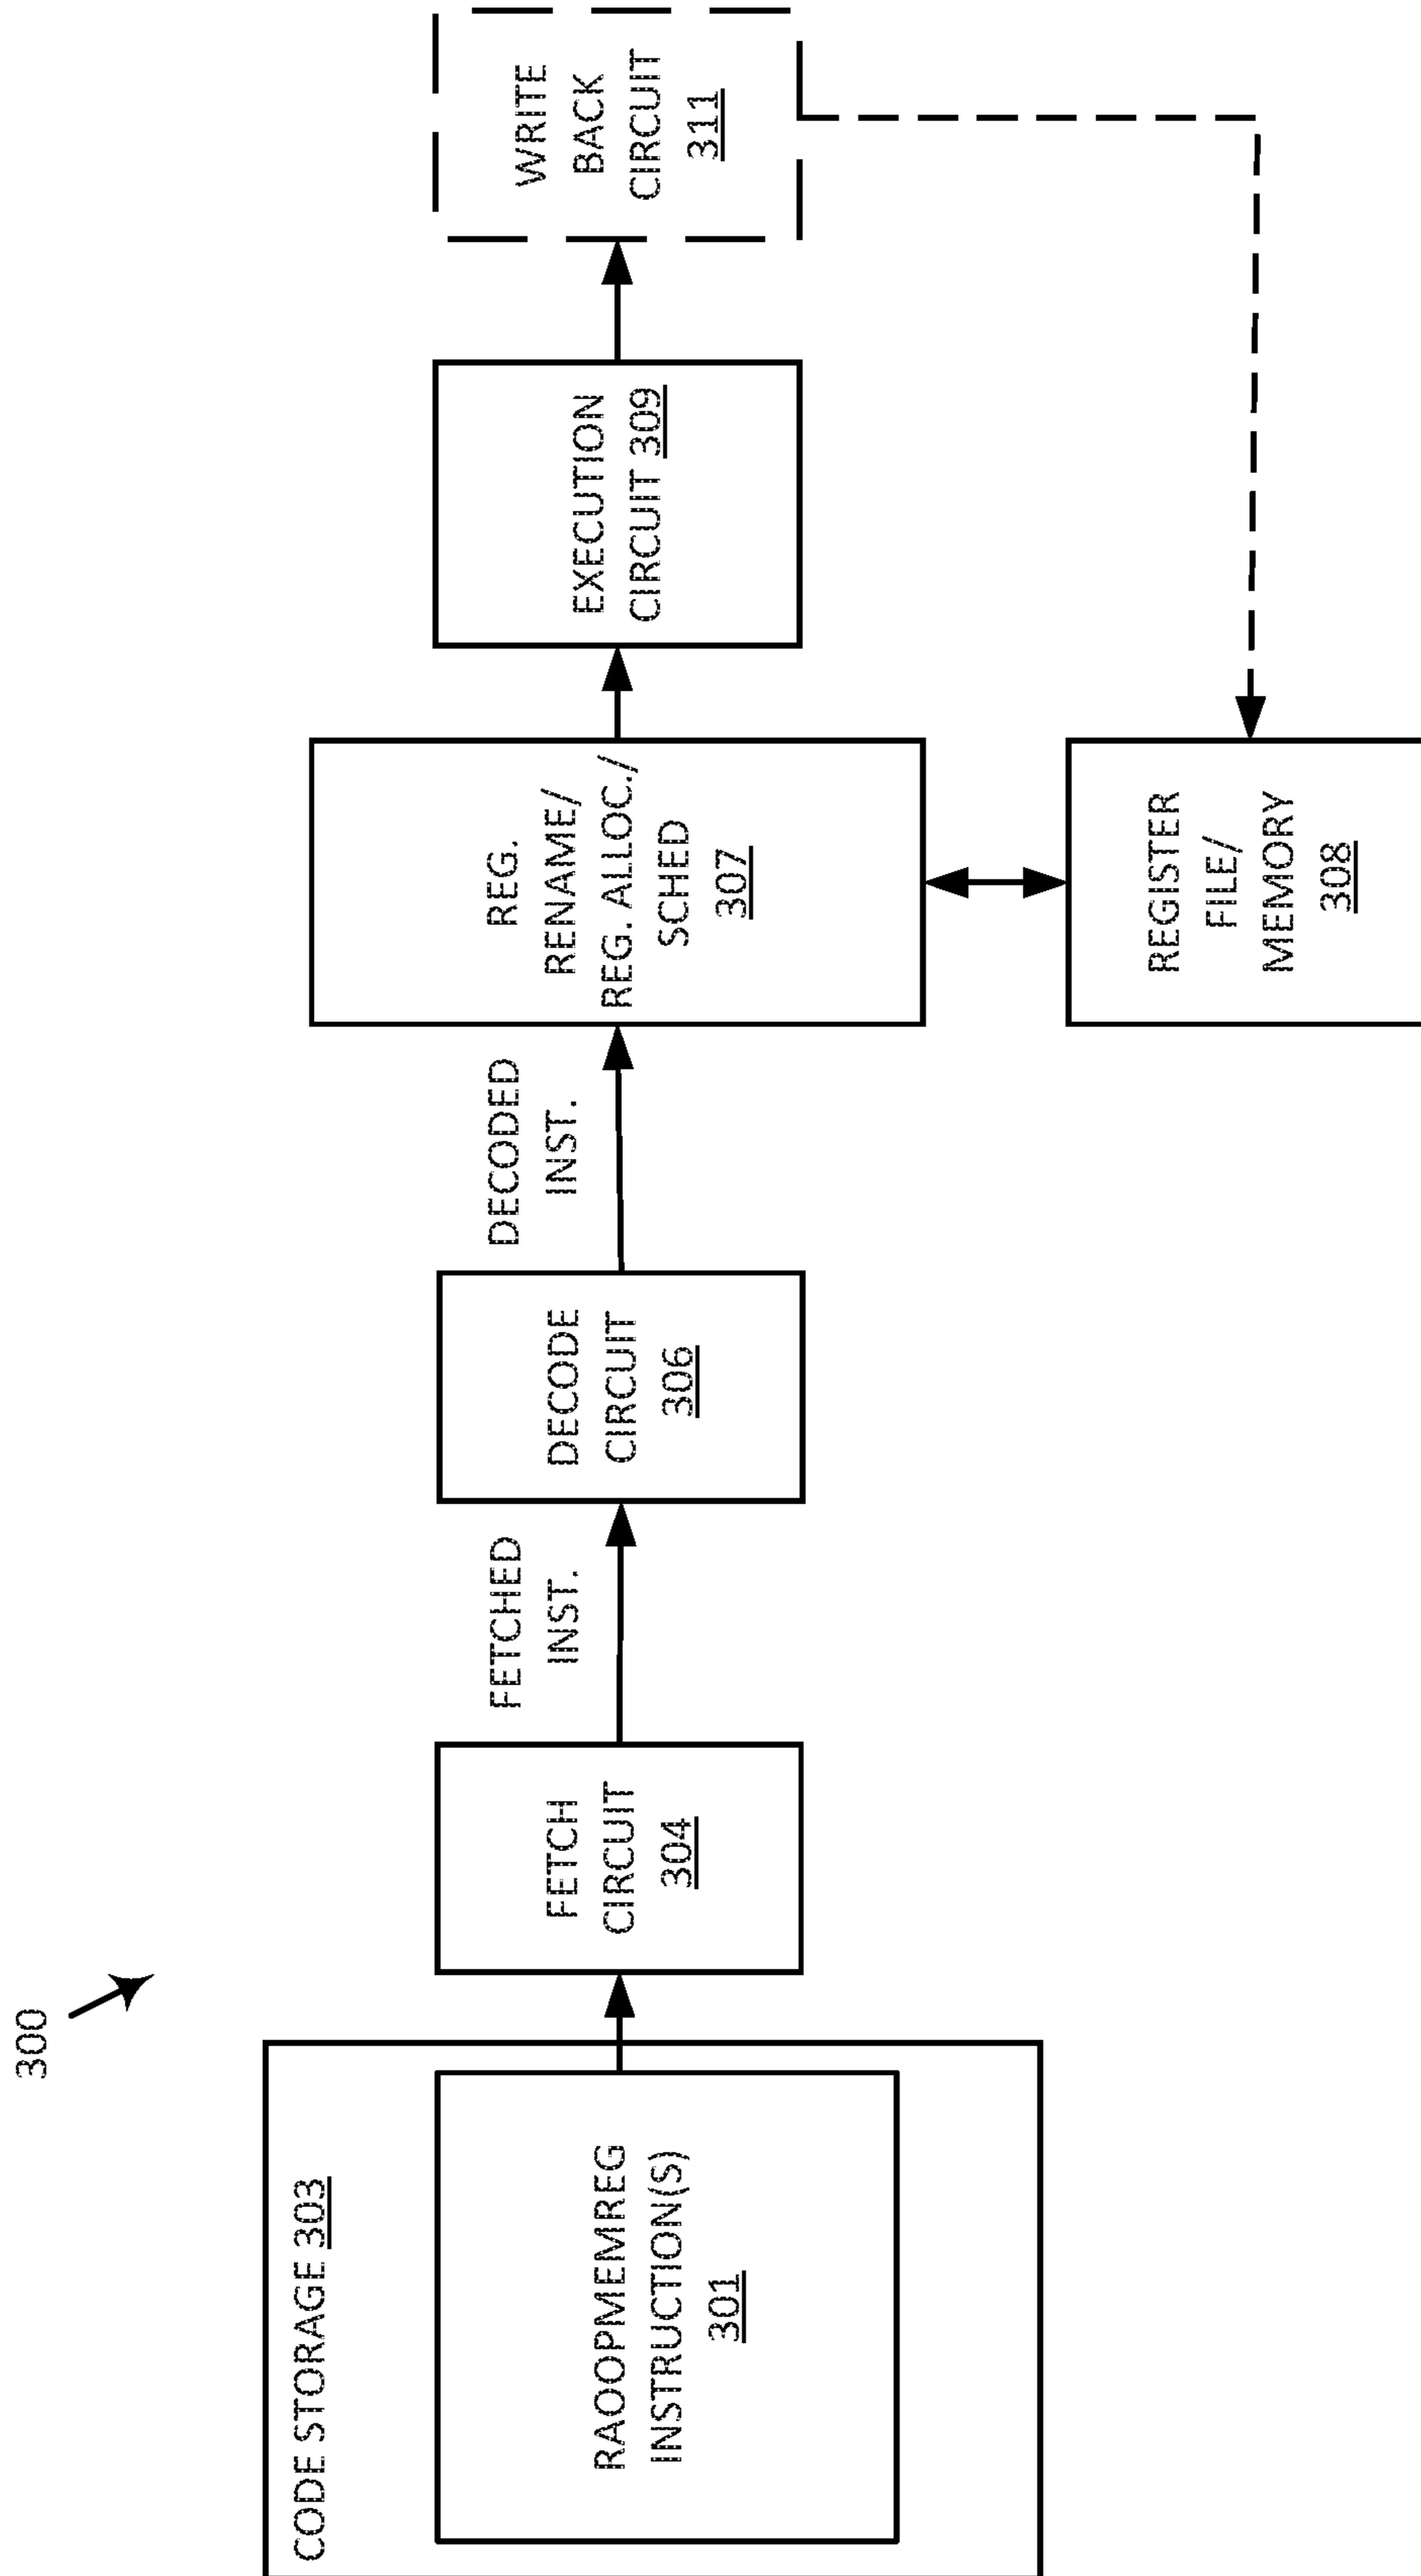 300
CODE STORAGE 303
RAOOPMEMREG
INSTRUCTION(S)
301
FETCH
CIRCUIT
304
FETCHED
INST.
DECODE
CIRCUIT
306
DECODED
INST.
REG.
RENAME/
REG. ALLOC./
SCHED
307
EXECUTION
CIRCUIT 309
WRITE
BACK
CIRCUIT
311
REGISTER
FILE/
MEMORY
308